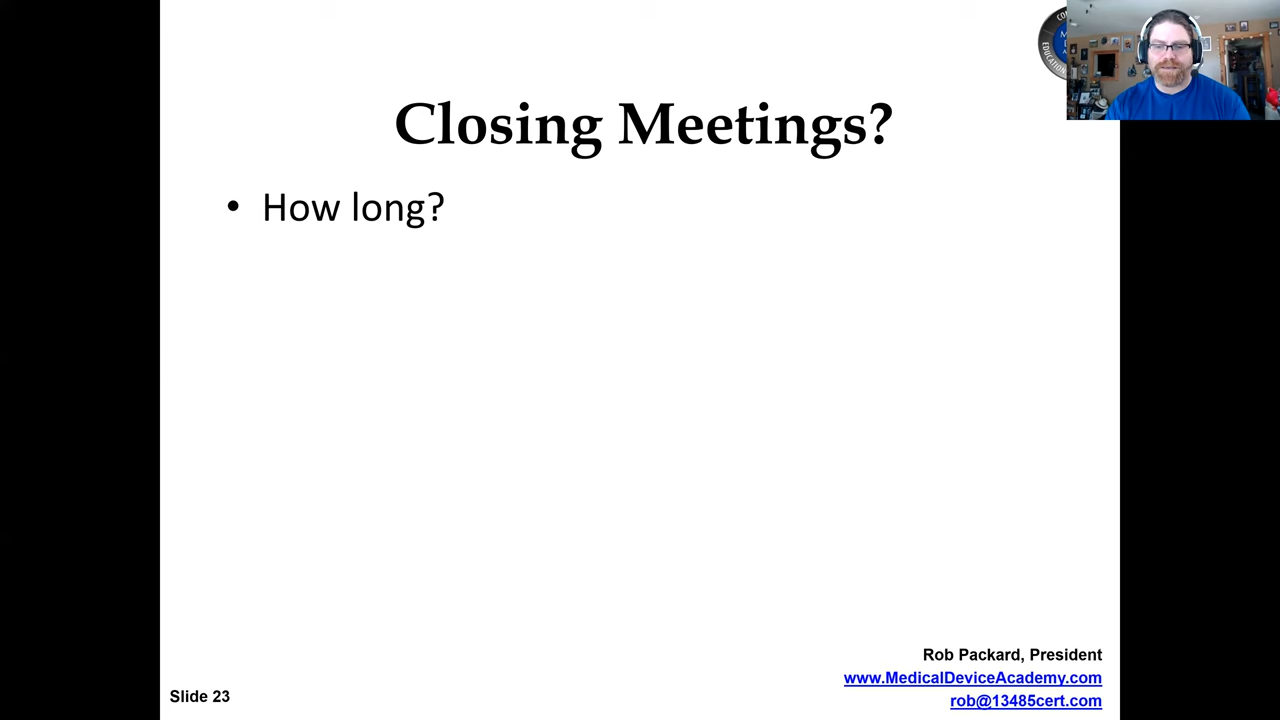 Closing Meetings?
• How long?
Rob Packard, President
www.MedicalDeviceAcademy.com
rob@13485cert.com
Slide 23